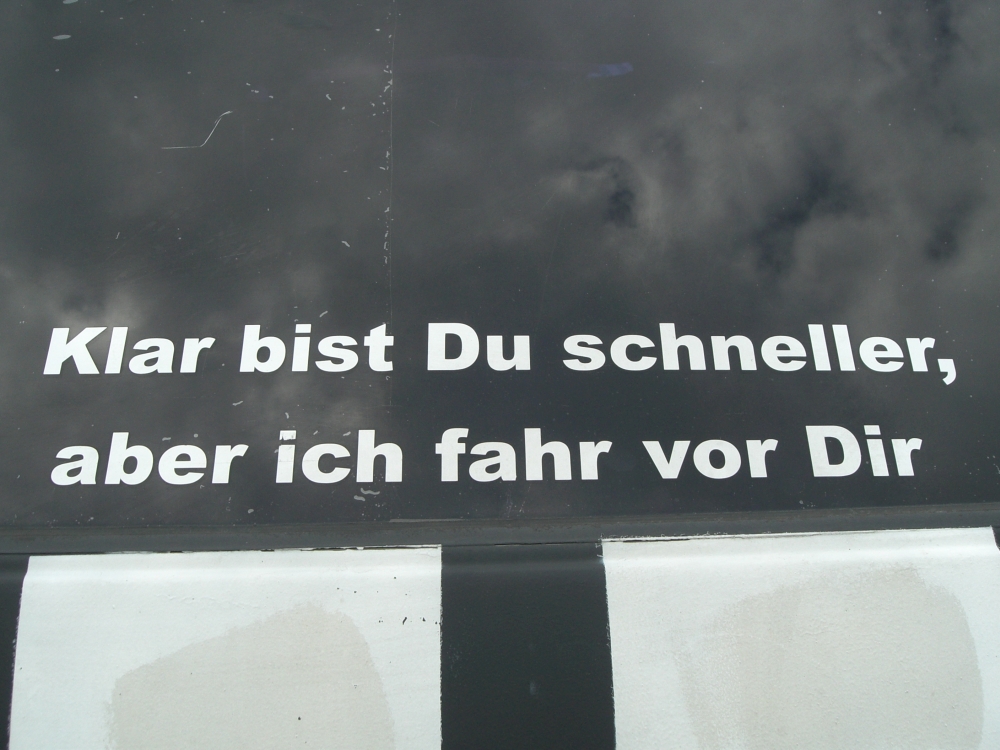 Klar bist Du schneller,
aber ich fahr vor Dir